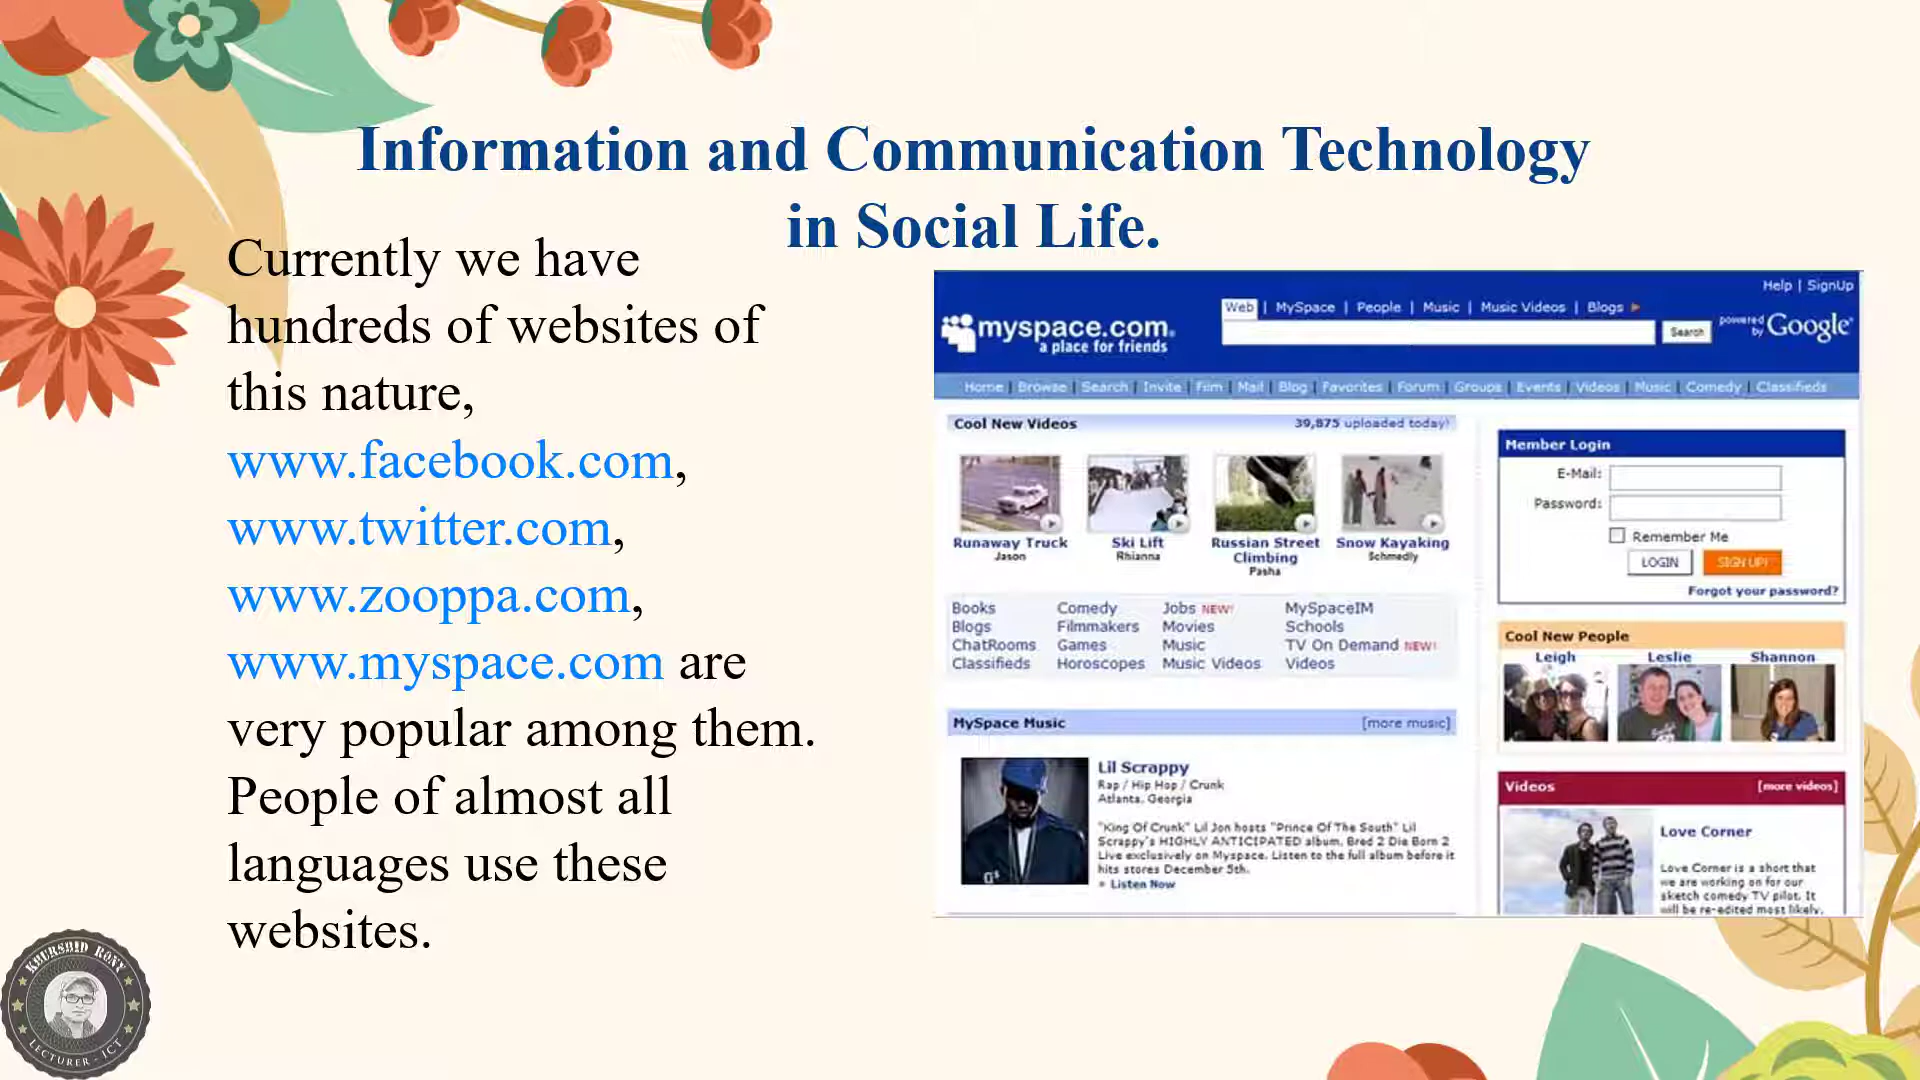 Information and Communication Technology
in Social Life.
Currently we have
hundreds of websites of
this nature,
www.facebook.com,
www.twitter.com,
www.zooppa.com,
www.myspace.com are
very popular among them.
People of almost all
languages use these
websites.
Help | SignUp
Web | MySpace | People | Music | Music Videos | Blogs
myspace.com
a place for friends
Search
powered by Google
Home | Browse | Search | Invite | Film | Mail | Blog | Favorites | Forum | Groups | Events | Videos | Music | Comedy | Classifieds
Cool New Videos 39,875 uploaded today!
Runaway Truck
Jason
Ski Lift
Rhianna
Russian Street
Climbing
Pasha
Snow Kayaking
Schmedly
Books Comedy Jobs NEW! MySpaceIM
Blogs Filmmakers Movies Schools
ChatRooms Games Music TV On Demand NEW!
Classifieds Horoscopes Music Videos Videos
MySpace Music [more music]
Lil Scrappy
Rap / Hip Hop / Crunk
Atlanta, Georgia
"King Of Crunk" Lil Jon hosts "Prince Of The South" Lil
Scrappy's HIGHLY ANTICIPATED album, Bred 2 Die Born 2
Live exclusively on Myspace. Listen to the full album before it
hits stores December 5th.
» Listen Now
Member Login
E-Mail:
Password:
Remember Me
LOGIN SIGN UP!
Forgot your password?
Cool New People
Leigh Leslie Shannon
Videos [more videos]
Love Corner
Love Corner is a short that
we are working on for our
sketch comedy TV pilot. It
will be re-edited most likely,
KHURSHID RONY
LECTURER - ICT